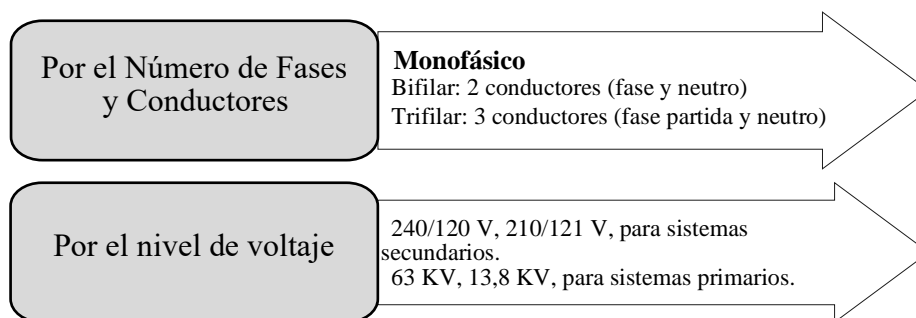 Por el Número de Fases
y Conductores
Monofásico
Bifilar: 2 conductores (fase y neutro)
Trifilar: 3 conductores (fase partida y neutro)
Por el nivel de voltaje
240/120 V, 210/121 V, para sistemas
secundarios.
63 KV, 13,8 KV, para sistemas primarios.